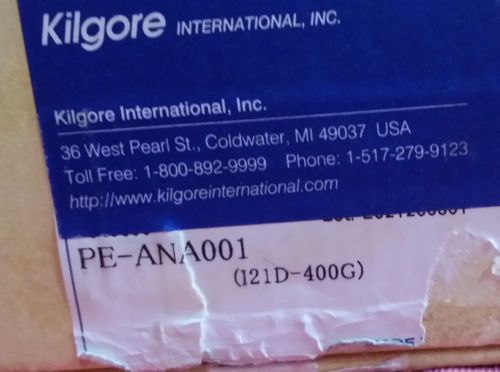 Kilgore INTERNATIONAL, INC.
Kilgore International, Inc.
36 West Pearl St., Coldwater, MI 49037 USA
Toll Free: 1-800-892-9999 Phone: 1-517-279-9123
http://www.kilgoreinternational.com
PE-ANA001
(I21D-400G)